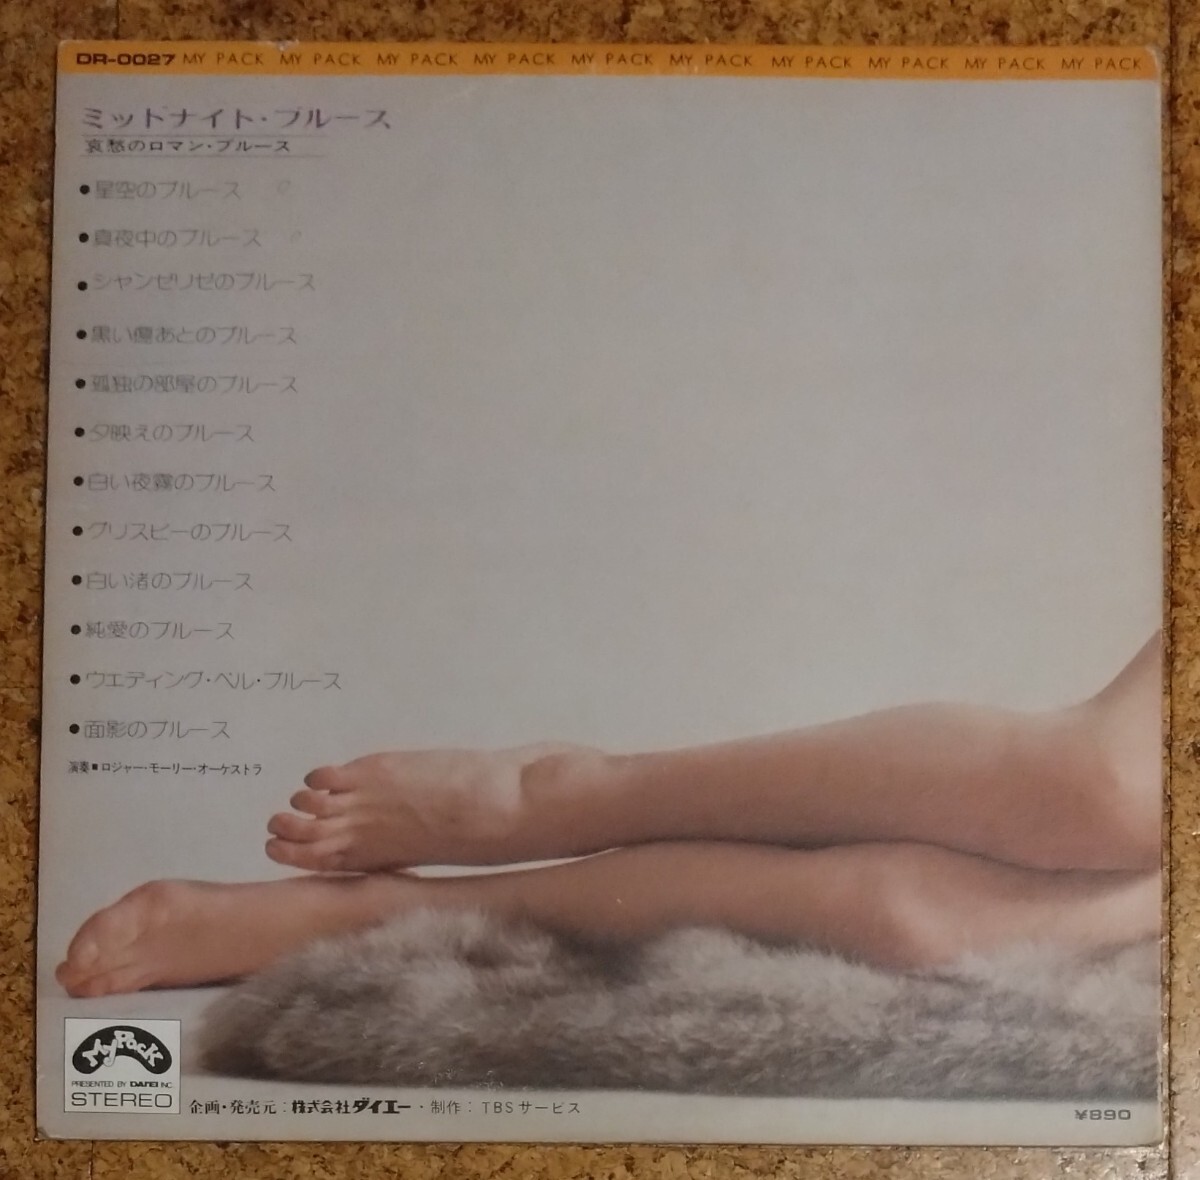 DR-0027 MY PACK MY PACK MY PACK MY PACK MY PACK MY PACK MY PACK MY PACK MY PACK MY PACK
ミッドナイト・ブルース
哀愁のロマン・ブルース
●星空のブルース
●真夜中のブルース
●シャンゼリゼのブルース
●黒い傷あとのブルース
●孤独の部屋のブルース
●夕映えのブルース
●白い夜霧のブルース
●グリスビーのブルース
●白い渚のブルース
●純愛のブルース
●ウエディング・ベル・ブルース
●面影のブルース
演奏■ロジャー・モーリー・オーケストラ
MyPack
PRESENTED BY DAIEI INC
STEREO
企画・発売元：株式会社ダイエー・制作：TBSサービス
¥890